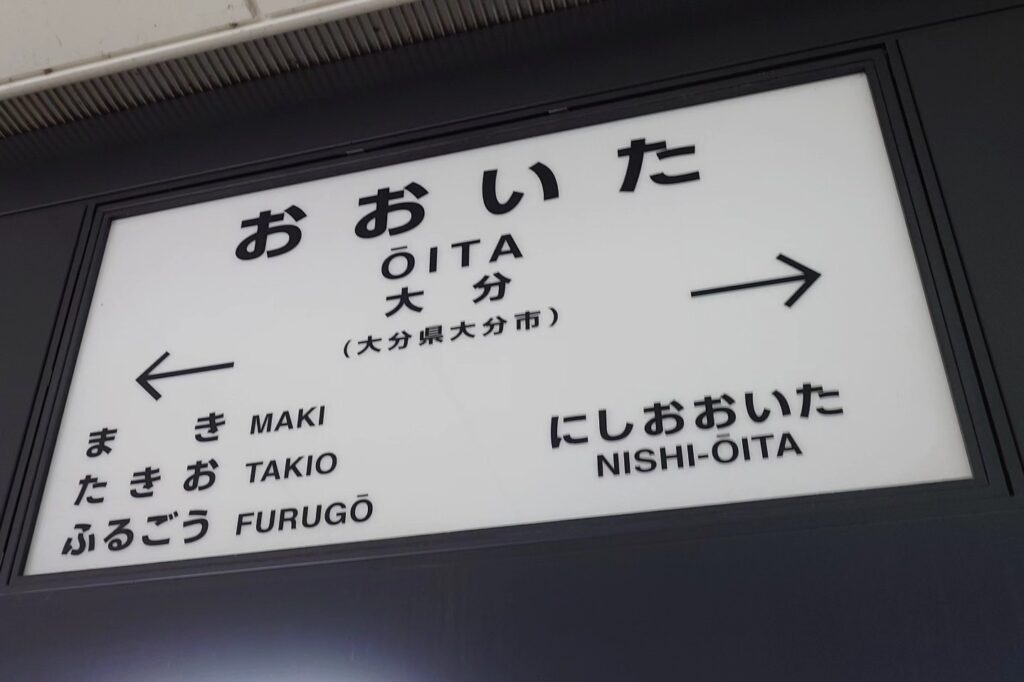 おおいた
ŌITA
大分
(大分県大分市)
←
→
まき MAKI
たきお TAKIO
ふるごう FURUGŌ
にしおおいた
NISHI-ŌITA